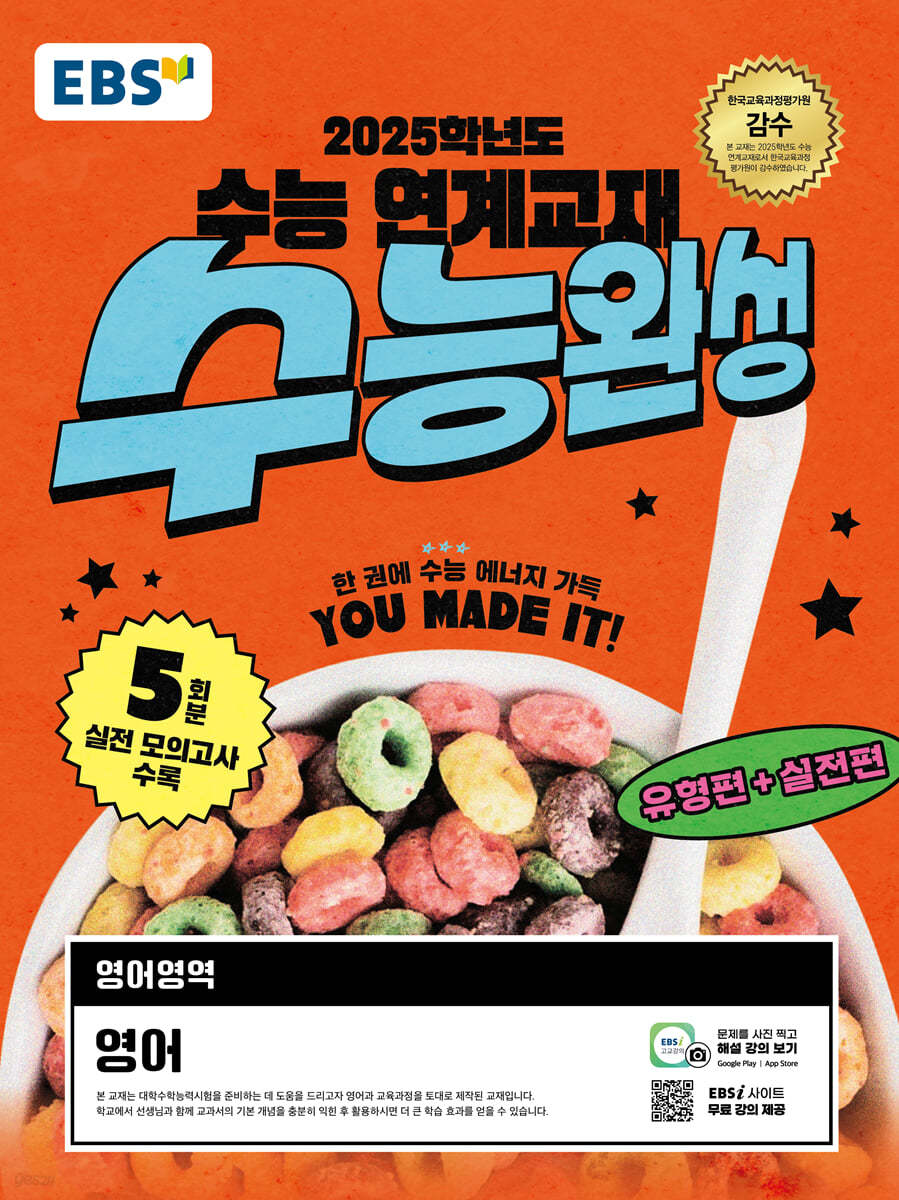 EBS
한국교육과정평가원
감수
본 교재는 2025학년도 수능
연계교재로서 한국교육과정
평가원이 감수하였습니다.
2025학년도
수능 연계교재
수능완성
한 권에 수능 에너지 가득
YOU MADE IT!
5회분
실전 모의고사
수록
유형편 + 실전편
영어영역
영어
본 교재는 대학수학능력시험을 준비하는 데 도움을 드리고자 영어과 교육과정을 토대로 제작된 교재입니다.
학교에서 선생님과 함께 교과서의 기본 개념을 충분히 익힌 후 활용하시면 더 큰 학습 효과를 얻을 수 있습니다.
EBSi
고교강의
문제를 사진 찍고
해설 강의 보기
Google Play | App Store
EBSi 사이트
무료 강의 제공
yes24